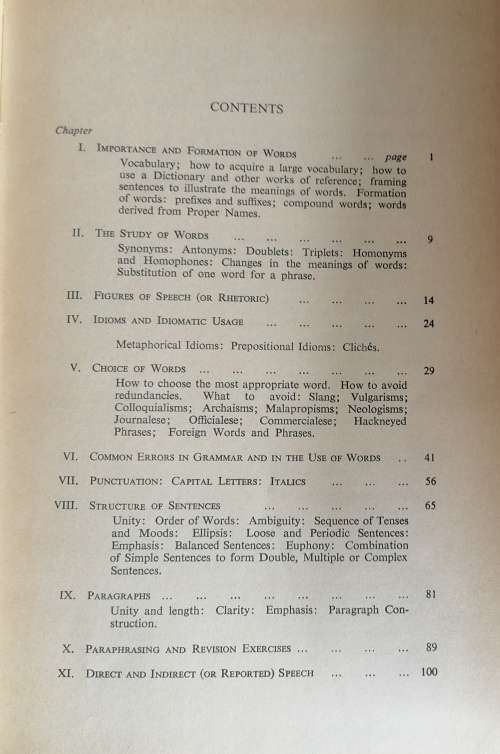 CONTENTS
Chapter
I. IMPORTANCE AND FORMATION OF WORDS ... ... page 1
Vocabulary; how to acquire a large vocabulary; how to
use a Dictionary and other works of reference; framing
sentences to illustrate the meanings of words. Formation
of words: prefixes and suffixes; compound words; words
derived from Proper Names.
II. THE STUDY OF WORDS ... ... ... ... ... 9
Synonyms: Antonyms: Doublets: Triplets: Homonyms
and Homophones: Changes in the meanings of words:
Substitution of one word for a phrase.
III. FIGURES OF SPEECH (OR RHETORIC) ... ... ... ... 14
IV. IDIOMS AND IDIOMATIC USAGE ... ... ... ... ... 24
Metaphorical Idioms: Prepositional Idioms: Clichés.
V. CHOICE OF WORDS ... ... ... ... ... ... 29
How to choose the most appropriate word. How to avoid
redundancies. What to avoid: Slang; Vulgarisms;
Colloquialisms; Archaisms; Malapropisms; Neologisms;
Journalese; Officialese; Commercialese; Hackneyed
Phrases; Foreign Words and Phrases.
VI. COMMON ERRORS IN GRAMMAR AND IN THE USE OF WORDS .. 41
VII. PUNCTUATION: CAPITAL LETTERS: ITALICS ... ... ... 56
VIII. STRUCTURE OF SENTENCES ... ... ... ... 65
Unity: Order of Words: Ambiguity: Sequence of Tenses
and Moods: Ellipsis: Loose and Periodic Sentences:
Emphasis: Balanced Sentences: Euphony: Combination
of Simple Sentences to form Double, Multiple or Complex
Sentences.
IX. PARAGRAPHS ... ... ... ... ... ... ... ... 81
Unity and length: Clarity: Emphasis: Paragraph Con-
struction.
X. PARAPHRASING AND REVISION EXERCISES ... ... ... ... 89
XI. DIRECT AND INDIRECT (OR REPORTED) SPEECH ... ... ... 100